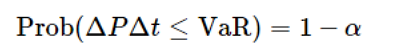 Prob(ΔPΔt ≤ VaR) = 1 − α